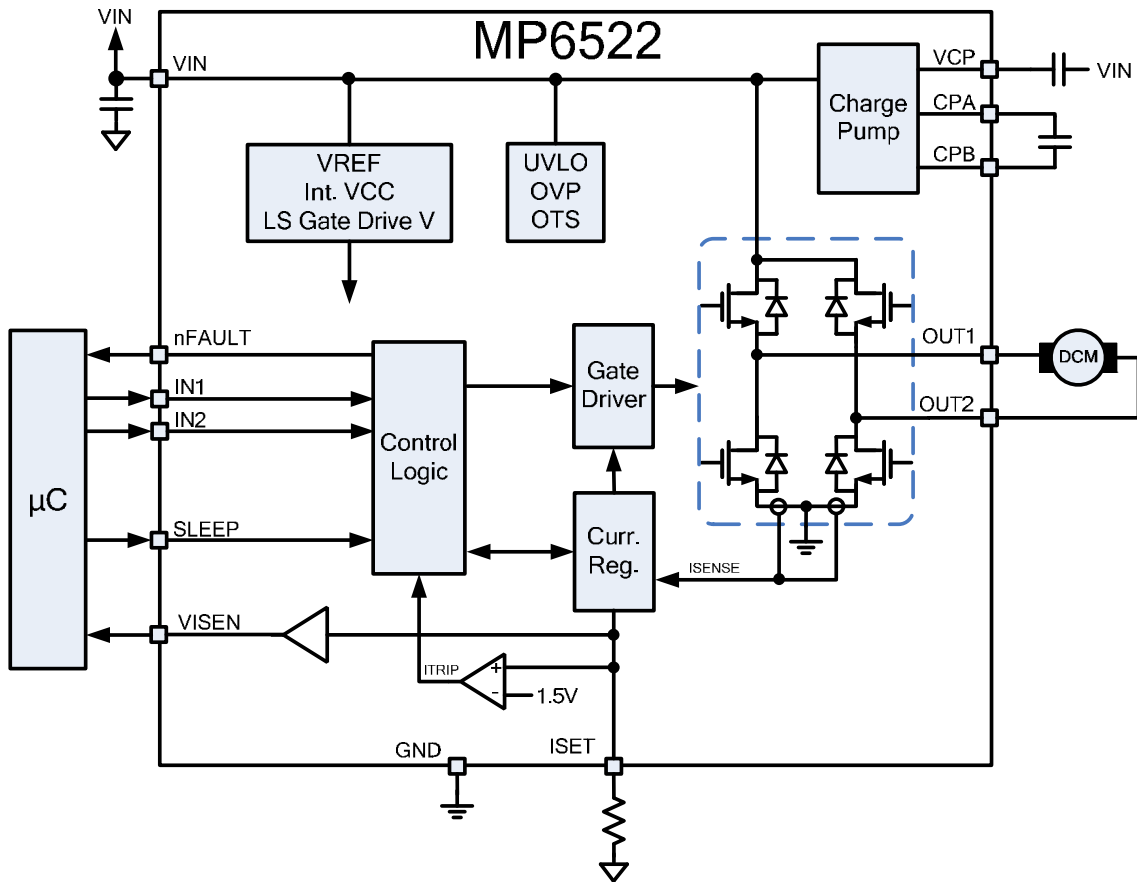 MP6522
VIN
VIN
VCP
VIN
CPA
CPB
Charge
Pump
VREF
Int. VCC
LS Gate Drive V
UVLO
OVP
OTS
nFAULT
IN1
IN2
SLEEP
VISEN
µC
Control
Logic
Gate
Driver
Curr.
Reg.
OUT1
OUT2
DCM
ISENSE
ITRIP
+
-
1.5V
GND
ISET